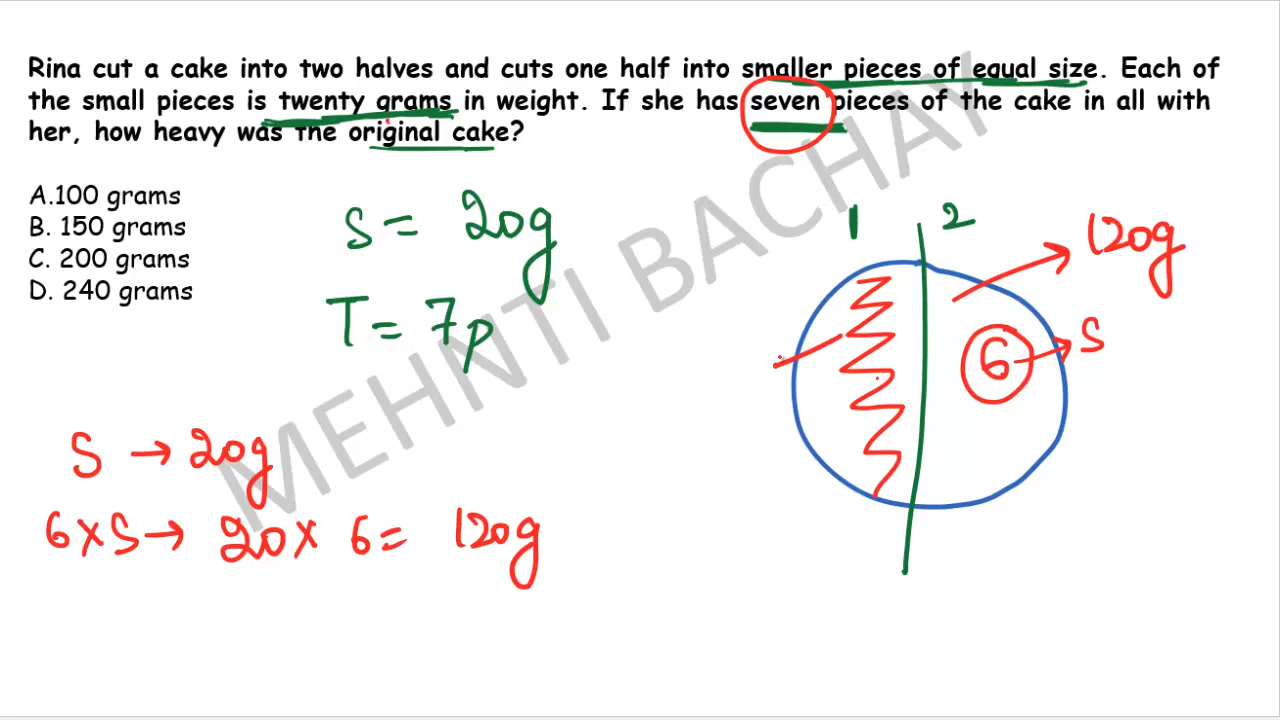 Rina cut a cake into two halves and cuts one half into smaller pieces of equal size. Each of
the small pieces is twenty grams in weight. If she has seven pieces of the cake in all with
her, how heavy was the original cake?
A.100 grams
B. 150 grams
C. 200 grams
D. 240 grams
S = 20g
T = 7p
1 2
120g
6 → S
S → 20g
6 x S → 20 x 6 = 120g
MEHNTI BACHAY